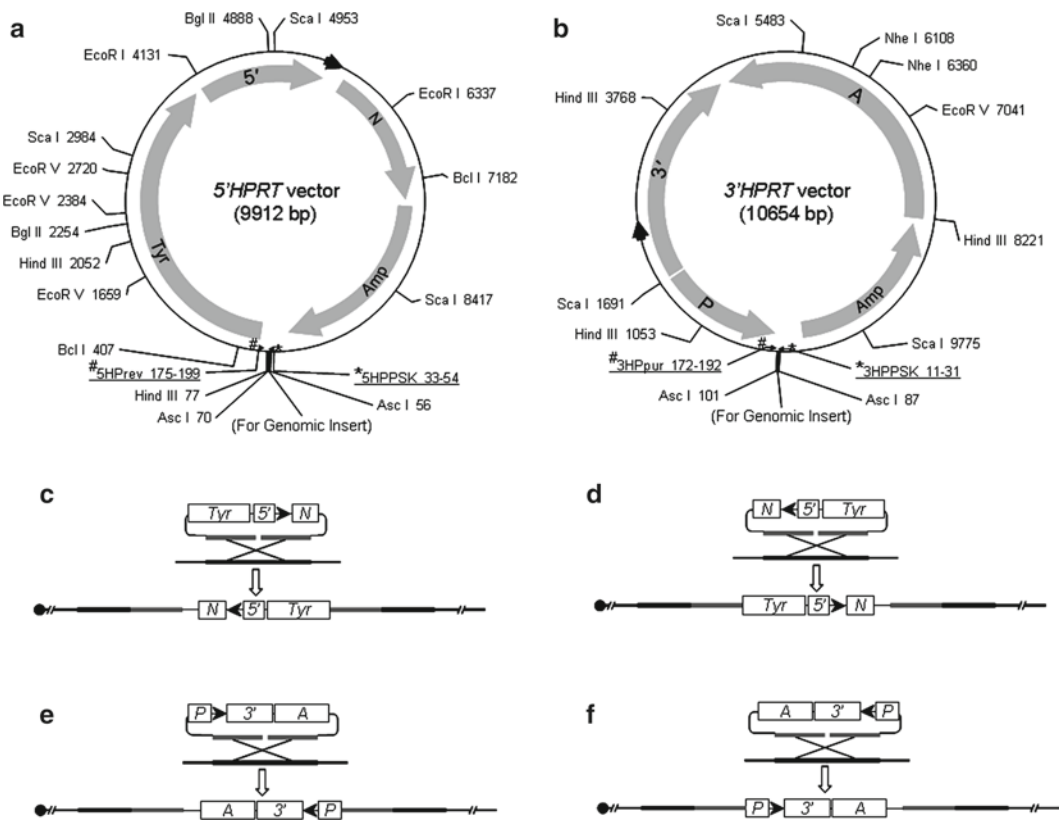 a
Bgl II 4888
Sca I 4953
EcoR I 4131
5'
EcoR I 6337
N
Sca I 2984
EcoR V 2720
5'HPRT vector
(9912 bp)
Bcl I 7182
EcoR V 2384
Bgl II 2254
Hind III 2052
Tyr
EcoR V 1659
Amp
Sca I 8417
Bcl I 407
#
*
#5HPrev 175-199
*5HPPSK 33-54
Hind III 77
Asc I 70
Asc I 56
(For Genomic Insert)
b
Sca I 5483
Nhe I 6108
Nhe I 6360
A
Hind III 3768
EcoR V 7041
3'
3'HPRT vector
(10654 bp)
Hind III 8221
Sca I 1691
P
Amp
Hind III 1053
Sca I 9775
#
*
#3HPpur 172-192
*3HPPSK 11-31
Asc I 101
Asc I 87
(For Genomic Insert)
c
Tyr 5' N
N 5' Tyr
d
N 5' Tyr
Tyr 5' N
e
P 3' A
A 3' P
f
A 3' P
P 3' A